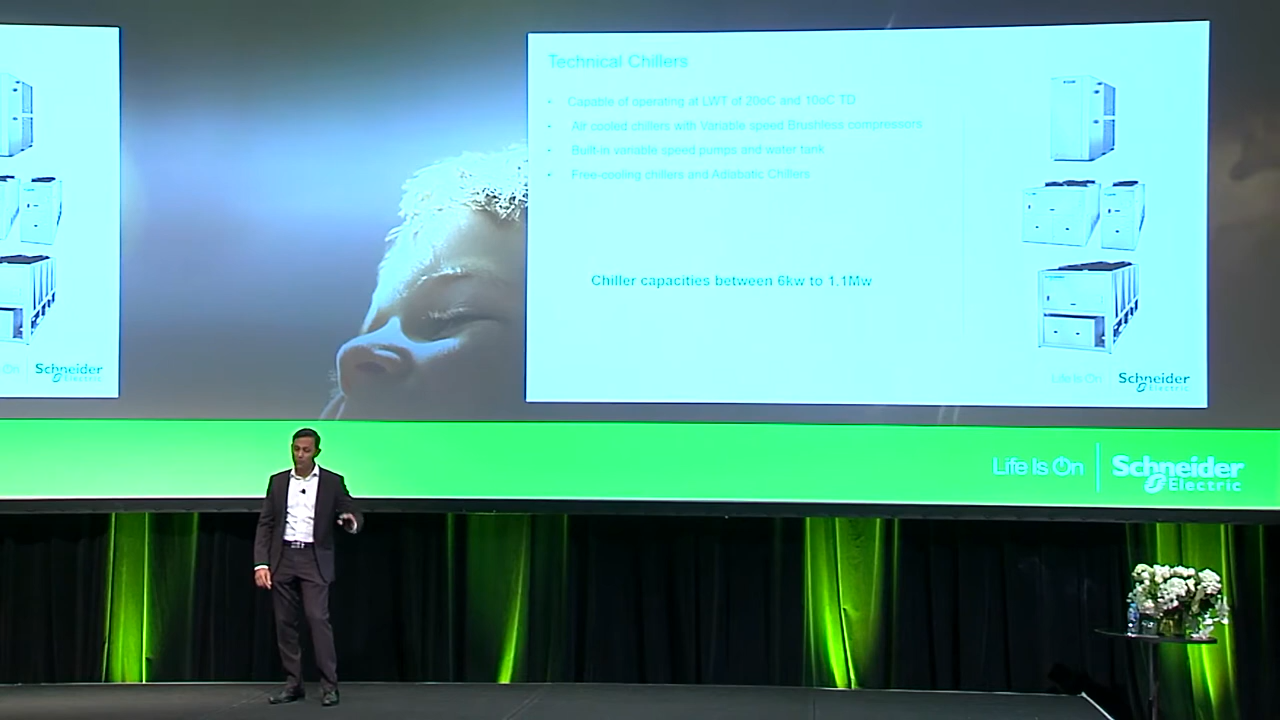 Technical Chillers
• Capable of operating at LWT of 20oC and 10oC TD
• Air cooled chillers with Variable speed Brushless compressors
• Built-in variable speed pumps and water tank
• Free-cooling chillers and Adiabatic Chillers
Chiller capacities between 6kw to 1.1Mw
On Schneider Electric
Life Is On Schneider Electric
Life Is On Schneider Electric